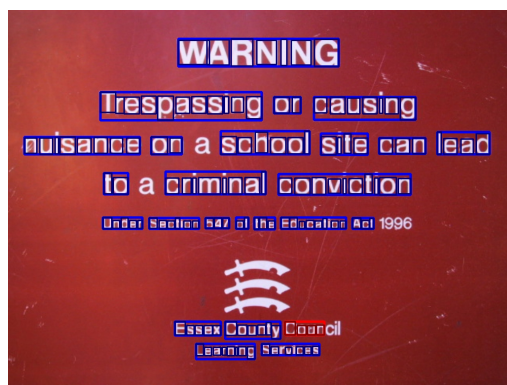 WARNING
Trespassing or causing
nuisance on a school site can lead
to a criminal conviction
Under Section 547 of the Education Act 1996
Essex County Council
Learning Services